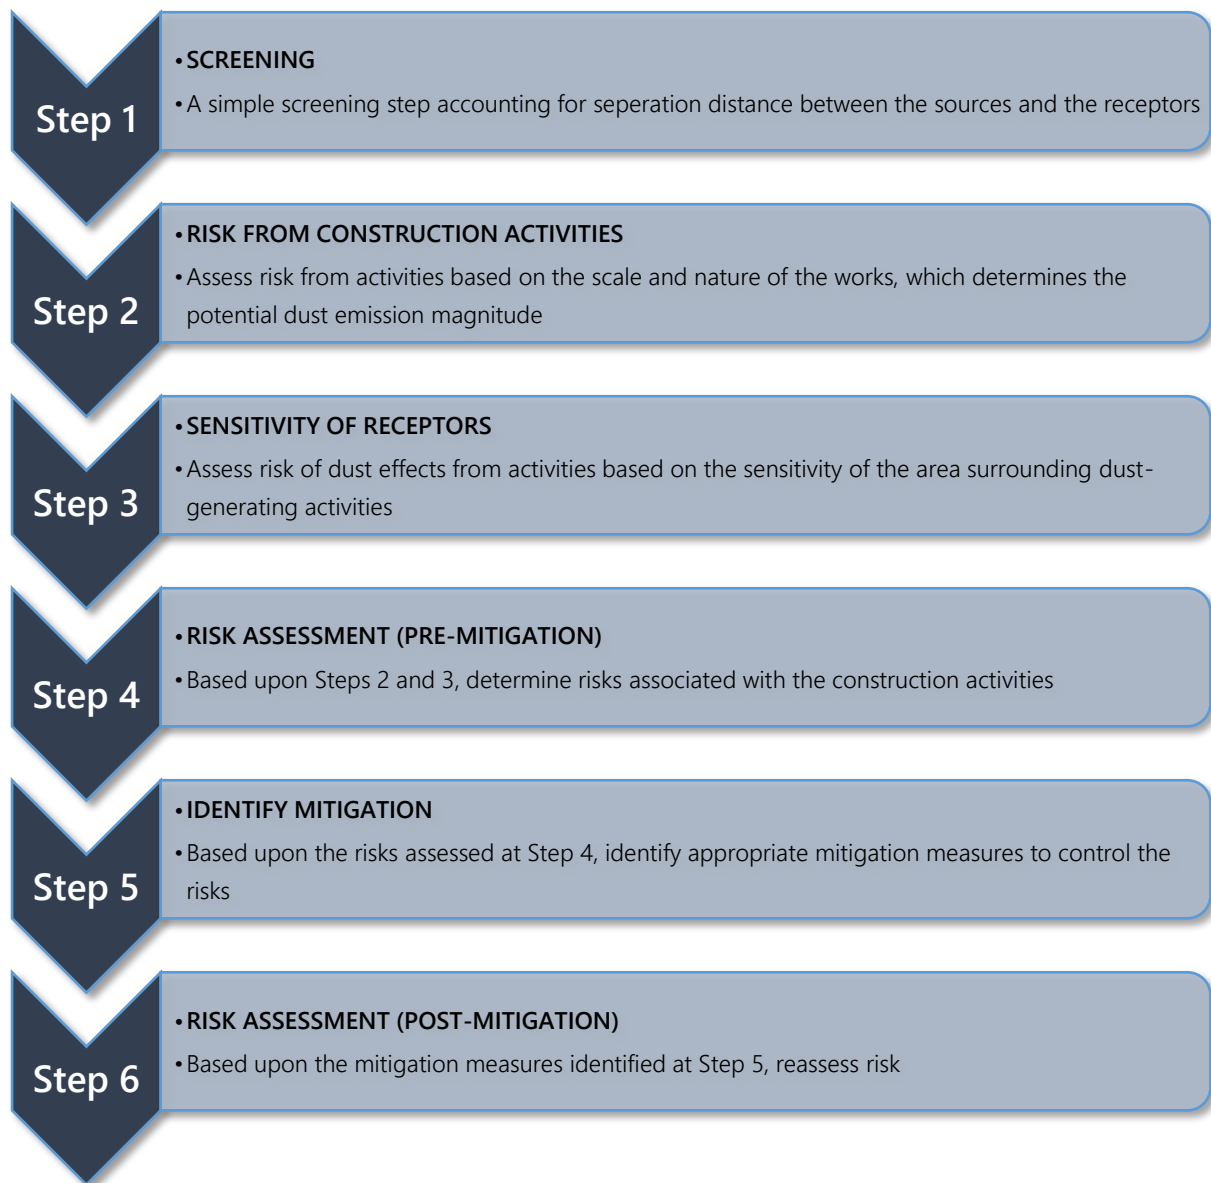 Step 1
•SCREENING
•A simple screening step accounting for seperation distance between the sources and the receptors
Step 2
•RISK FROM CONSTRUCTION ACTIVITIES
•Assess risk from activities based on the scale and nature of the works, which determines the
potential dust emission magnitude
Step 3
•SENSITIVITY OF RECEPTORS
•Assess risk of dust effects from activities based on the sensitivity of the area surrounding dust-
generating activities
Step 4
•RISK ASSESSMENT (PRE-MITIGATION)
•Based upon Steps 2 and 3, determine risks associated with the construction activities
Step 5
•IDENTIFY MITIGATION
•Based upon the risks assessed at Step 4, identify appropriate mitigation measures to control the
risks
Step 6
•RISK ASSESSMENT (POST-MITIGATION)
•Based upon the mitigation measures identified at Step 5, reassess risk